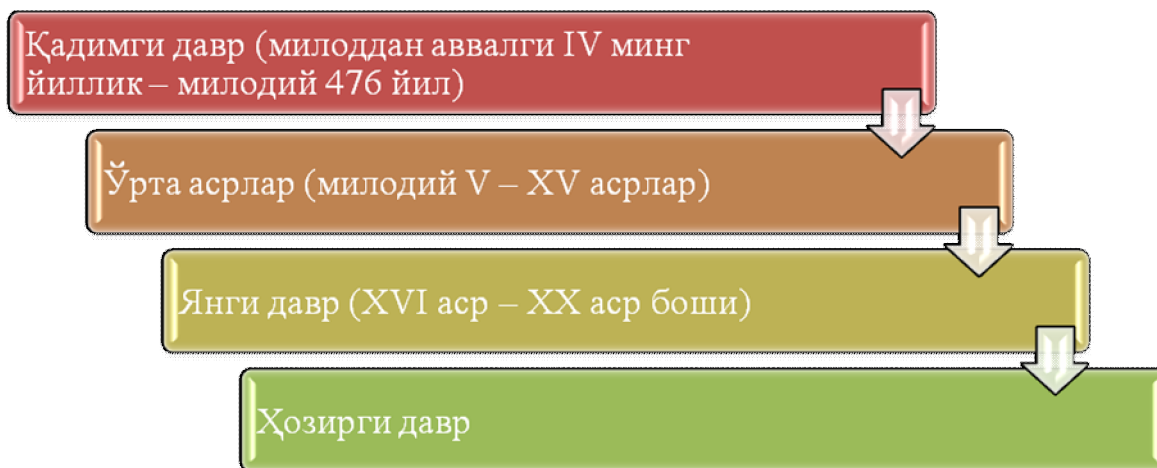 Қадимги давр (милоддан аввалги IV минг
йиллик – милодий 476 йил)
Ўрта асрлар (милодий V – XV асрлар)
Янги давр (XVI аср – XX аср боши)
Ҳозирги давр